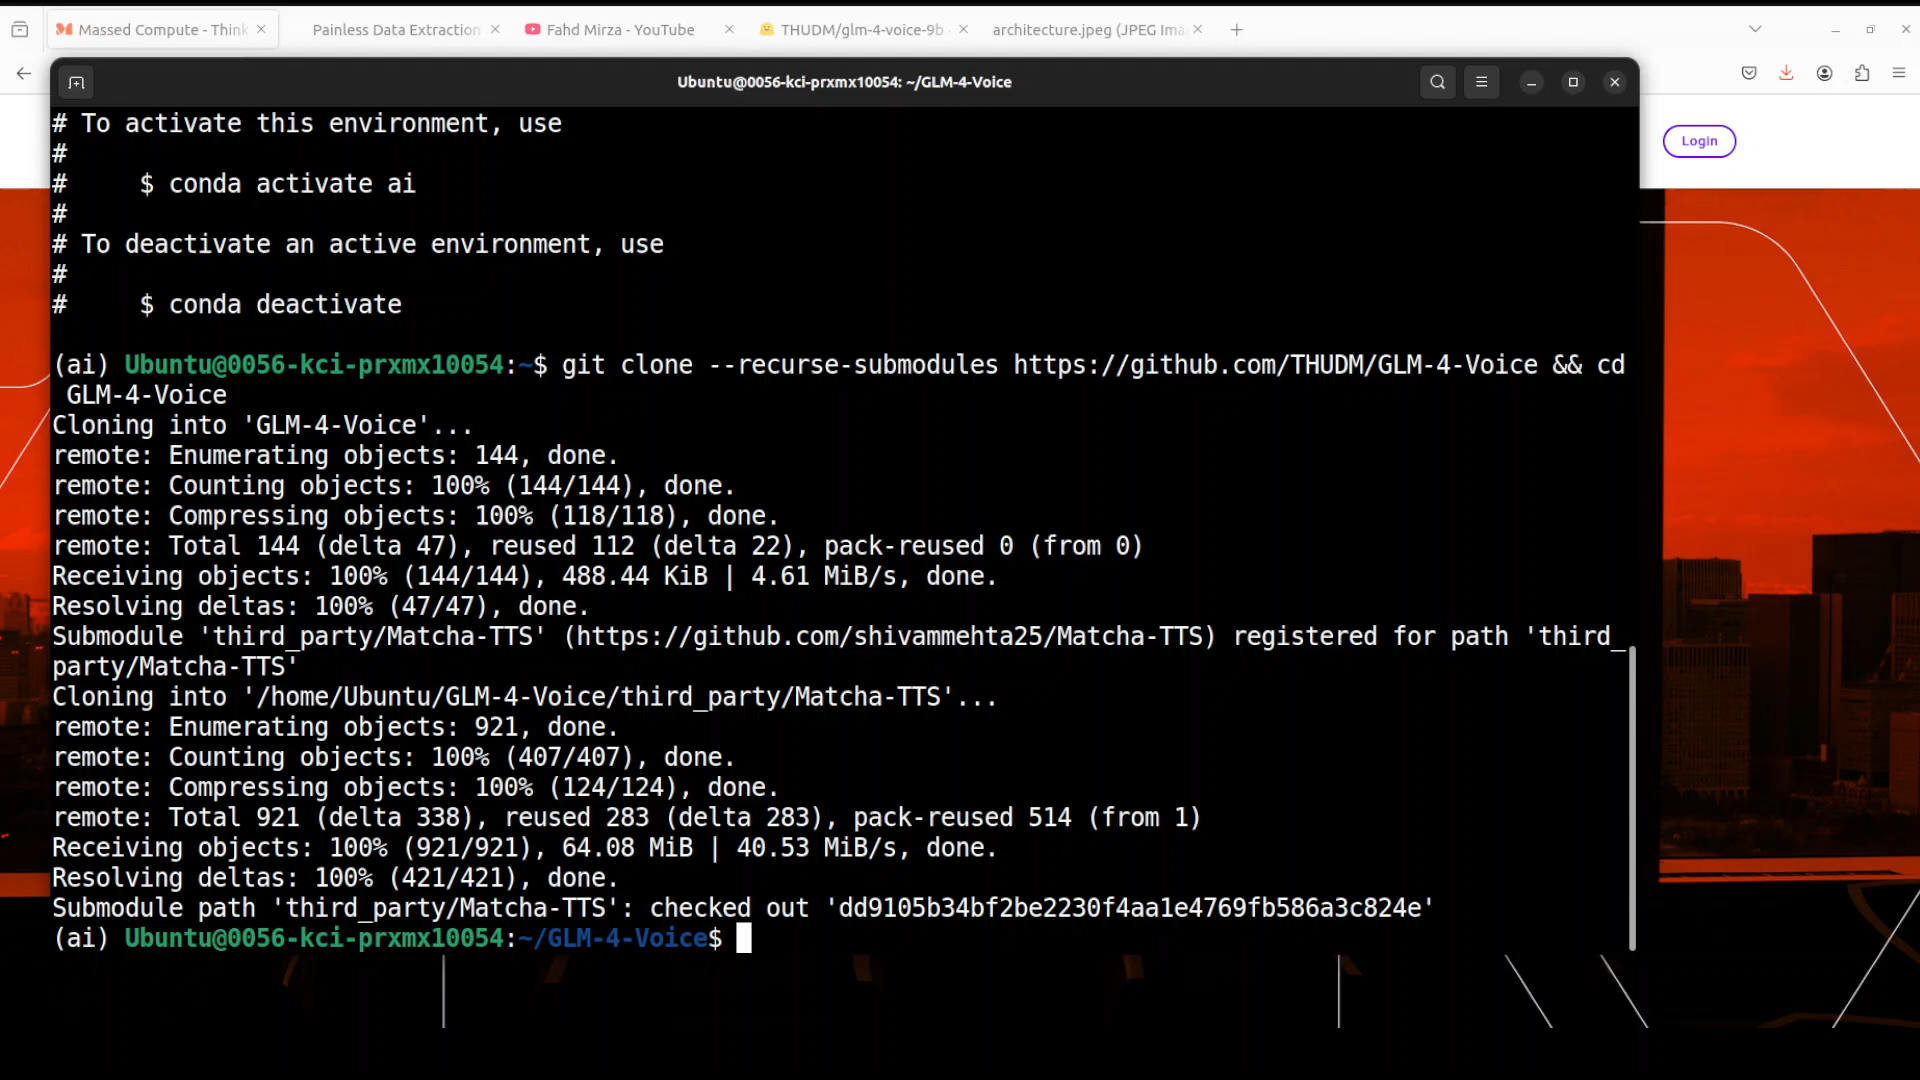 Massed Compute - Think
Painless Data Extraction
Fahd Mirza - YouTube
THUDM/glm-4-voice-9b
architecture.jpeg (JPEG Ima
Ubuntu@0056-kci-prxmx10054: ~/GLM-4-Voice
Login
# To activate this environment, use
#
#     $ conda activate ai
#
# To deactivate an active environment, use
#
#     $ conda deactivate
(ai) Ubuntu@0056-kci-prxmx10054:~$ git clone --recurse-submodules https://github.com/THUDM/GLM-4-Voice && cd
GLM-4-Voice
Cloning into 'GLM-4-Voice'...
remote: Enumerating objects: 144, done.
remote: Counting objects: 100% (144/144), done.
remote: Compressing objects: 100% (118/118), done.
remote: Total 144 (delta 47), reused 112 (delta 22), pack-reused 0 (from 0)
Receiving objects: 100% (144/144), 488.44 KiB | 4.61 MiB/s, done.
Resolving deltas: 100% (47/47), done.
Submodule 'third_party/Matcha-TTS' (https://github.com/shivammehta25/Matcha-TTS) registered for path 'third_
party/Matcha-TTS'
Cloning into '/home/Ubuntu/GLM-4-Voice/third_party/Matcha-TTS'...
remote: Enumerating objects: 921, done.
remote: Counting objects: 100% (407/407), done.
remote: Compressing objects: 100% (124/124), done.
remote: Total 921 (delta 338), reused 283 (delta 283), pack-reused 514 (from 1)
Receiving objects: 100% (921/921), 64.08 MiB | 40.53 MiB/s, done.
Resolving deltas: 100% (421/421), done.
Submodule path 'third_party/Matcha-TTS': checked out 'dd9105b34bf2be2230f4aa1e4769fb586a3c824e'
(ai) Ubuntu@0056-kci-prxmx10054:~/GLM-4-Voice$